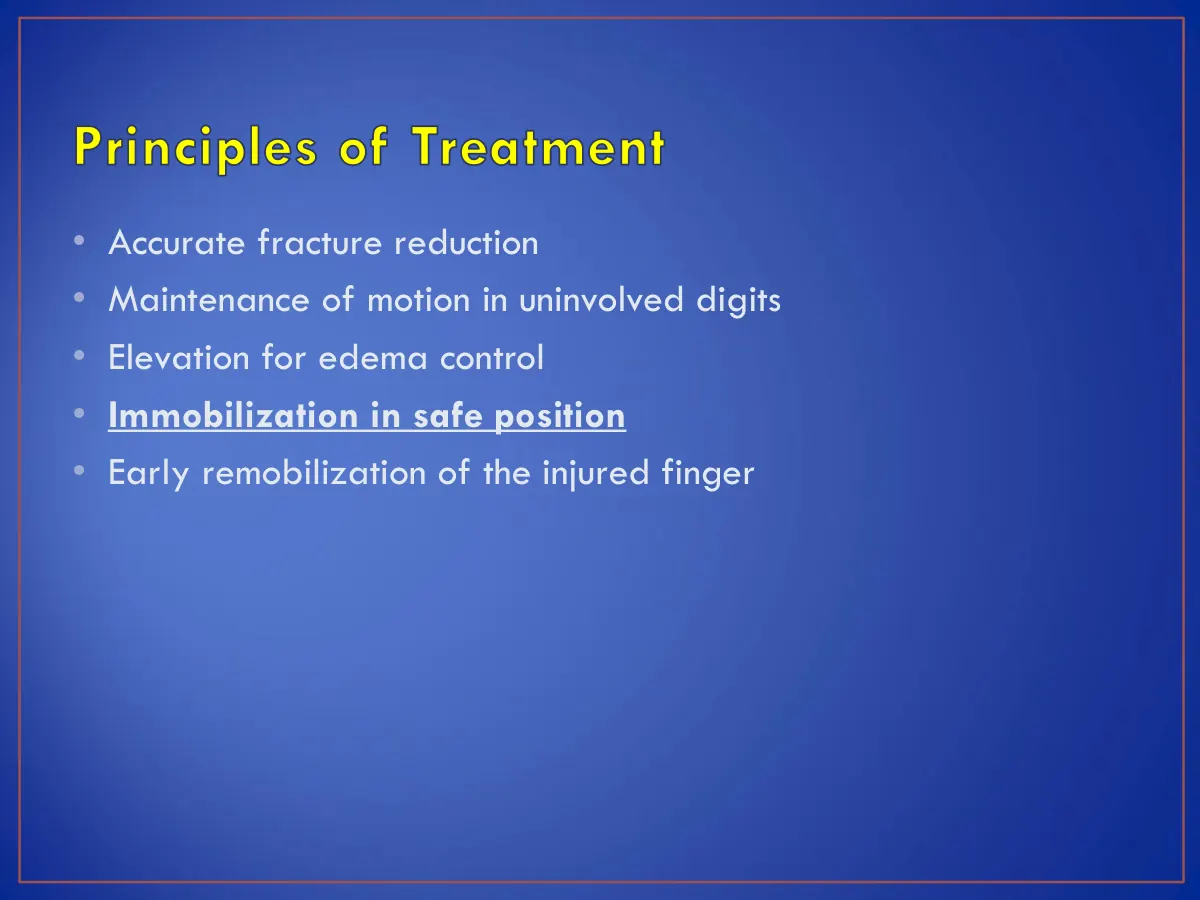 Principles of Treatment
• Accurate fracture reduction
• Maintenance of motion in uninvolved digits
• Elevation for edema control
• Immobilization in safe position
• Early remobilization of the injured finger